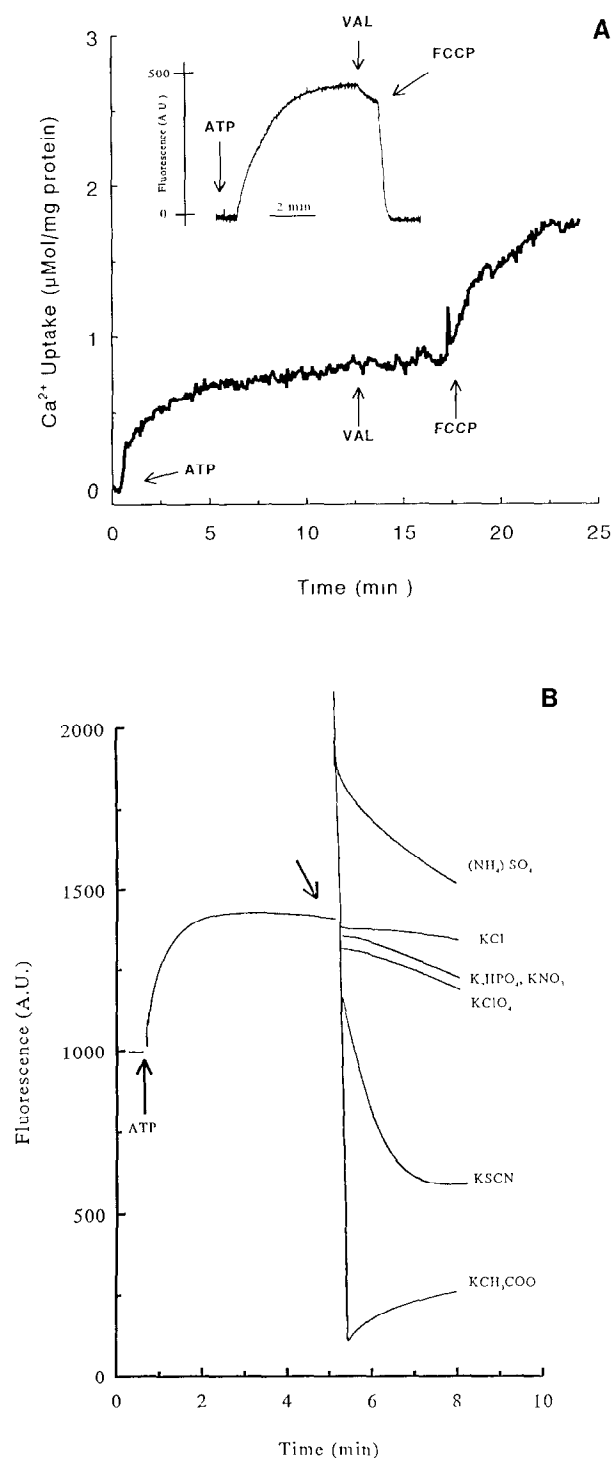 A
VAL
FCCP
500
ATP
Fluorescence (A.U.)
2 min
0
3
2
1
0
Ca²⁺ Uptake (µMol/mg protein)
ATP
VAL
FCCP
0 5 10 15 20 25
Time (min )
B
2000
1500
1000
500
0
Fluorescence (A.U.)
ATP
(NH₄) SO₄
KCl
K₂HPO₄, KNO₃
KClO₄
KSCN
KCH₃COO
0 2 4 6 8 10
Time (min)